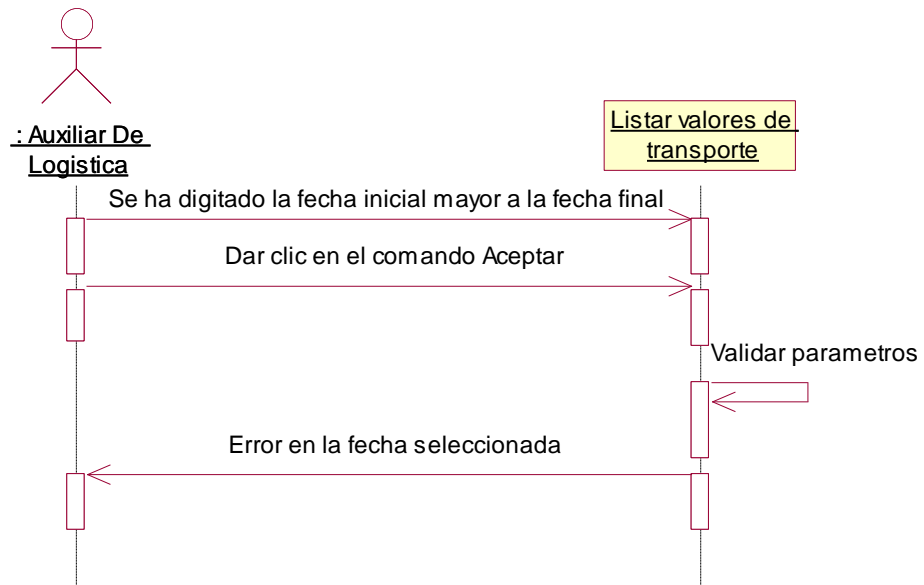 : Auxiliar De
Logistica
Listar valores de
transporte
Se ha digitado la fecha inicial mayor a la fecha final
Dar clic en el comando Aceptar
Validar parametros
Error en la fecha seleccionada